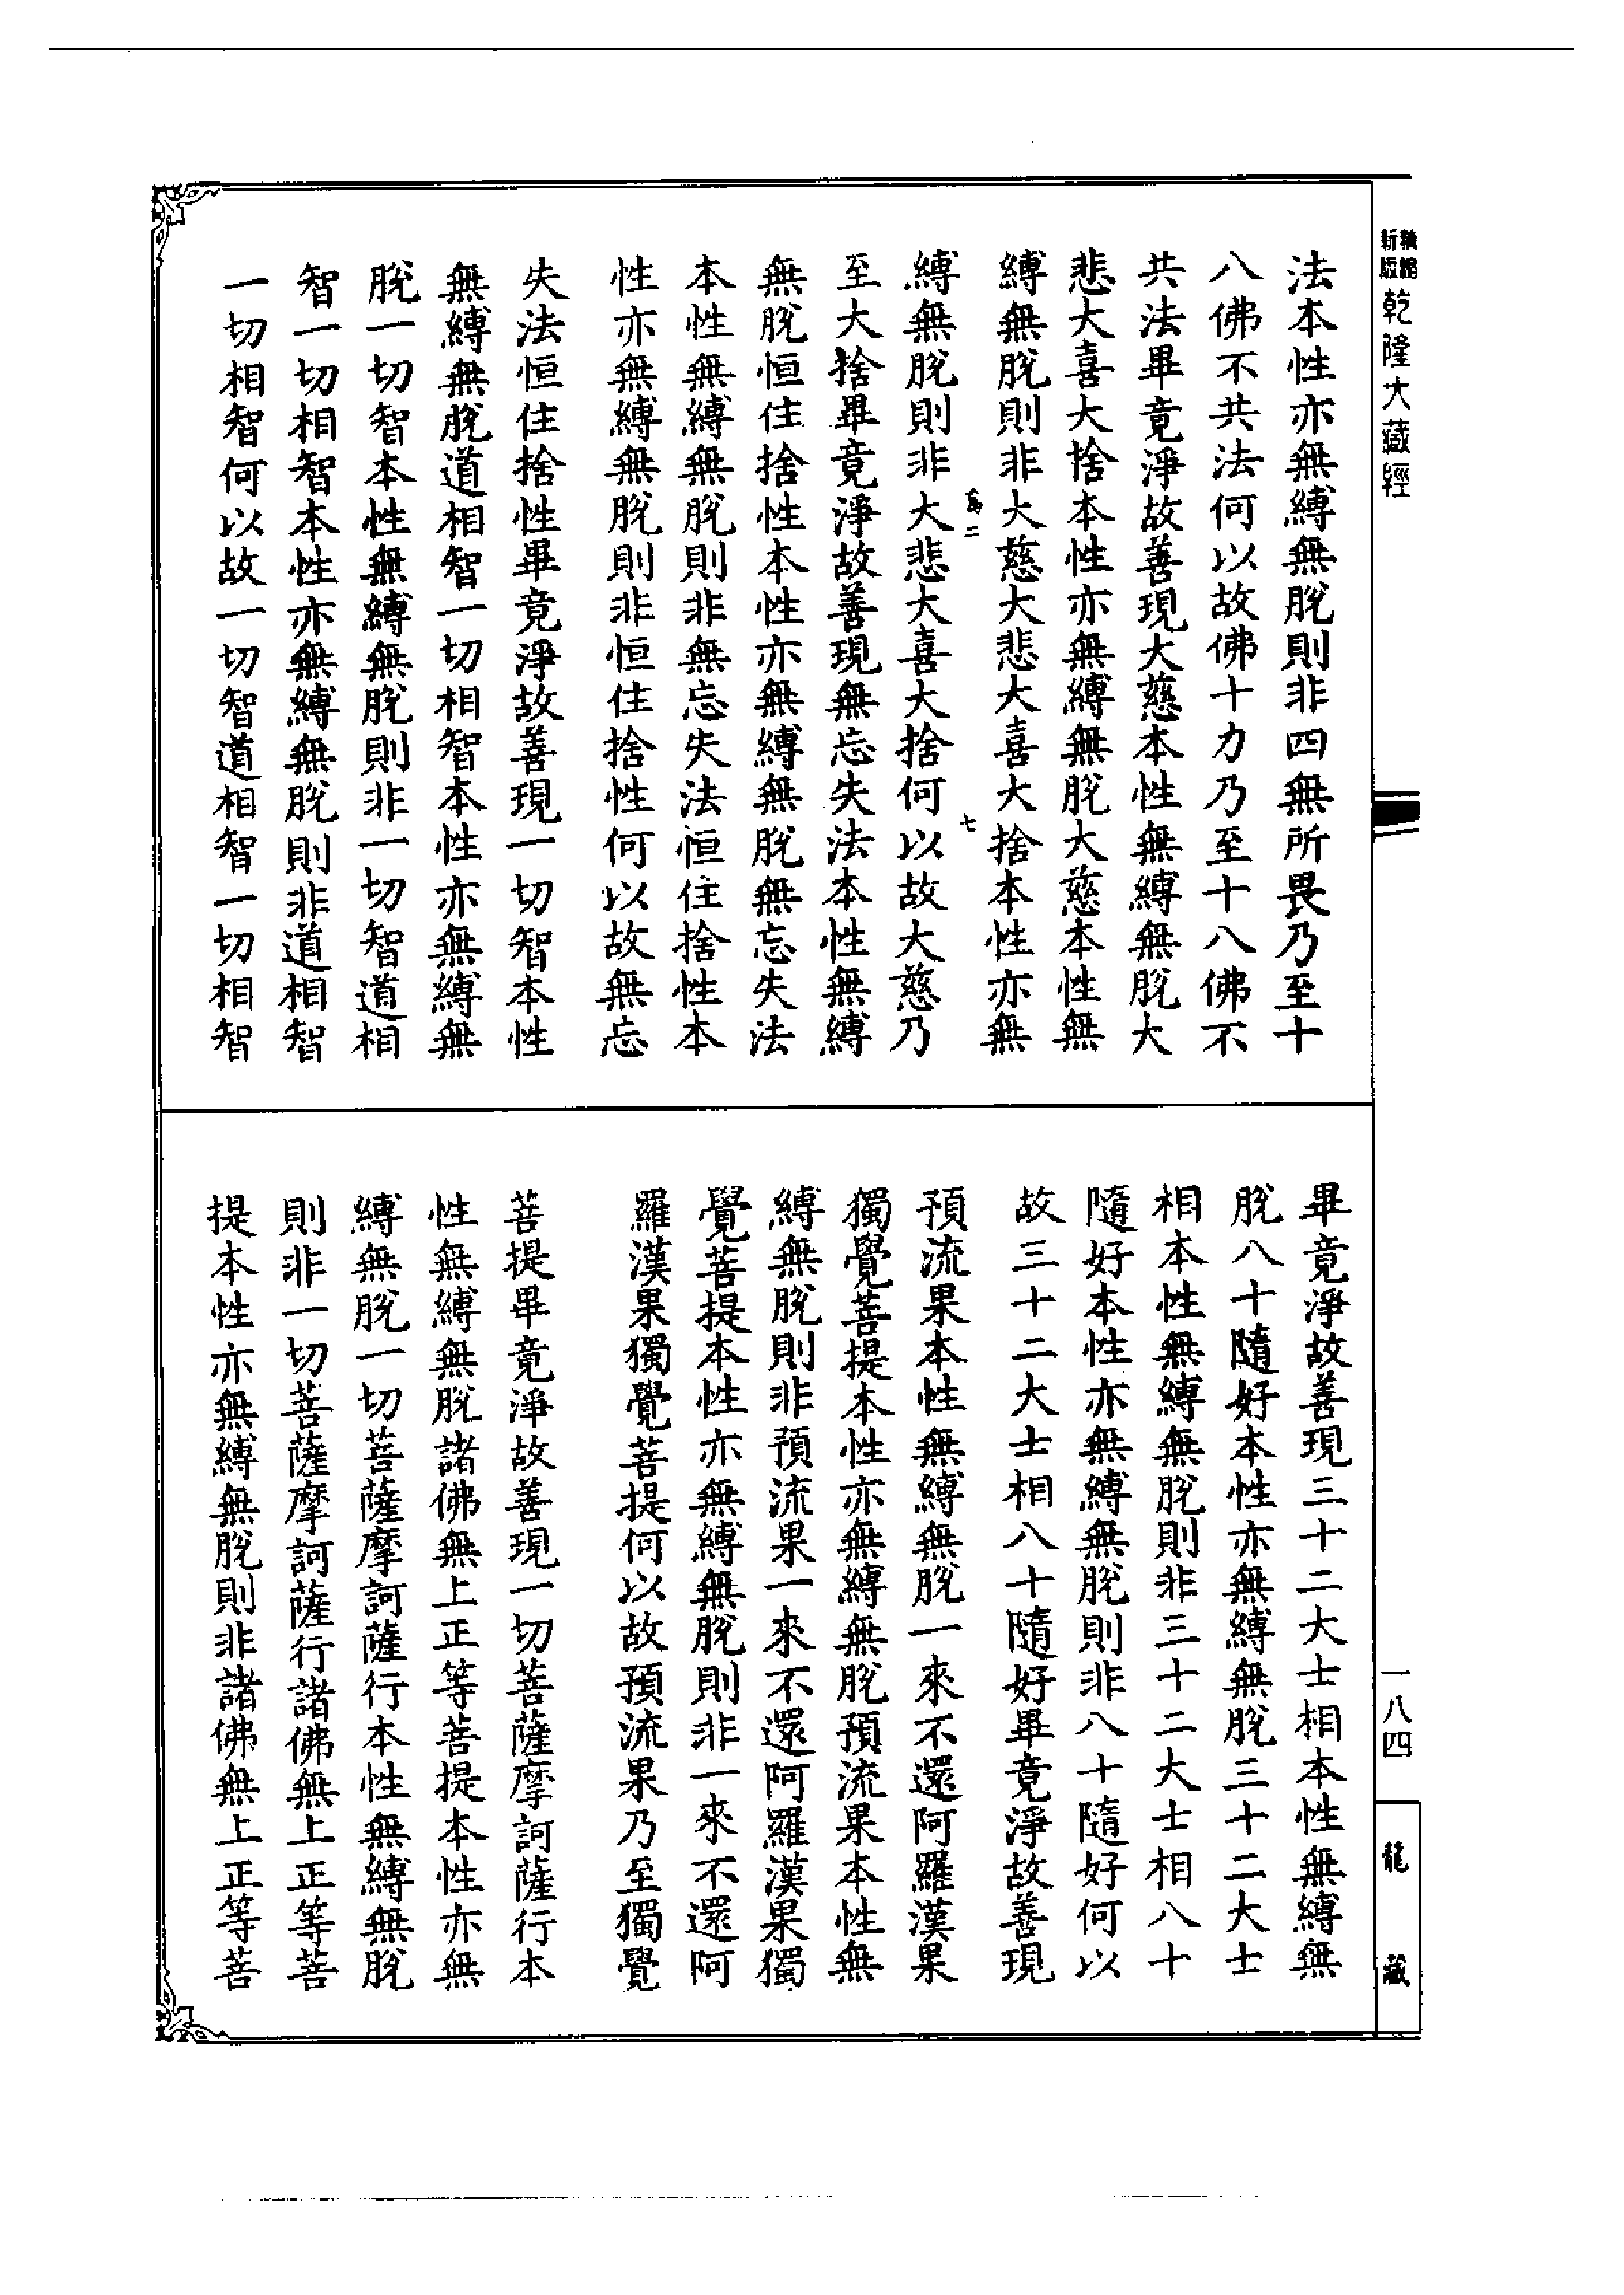 新版
乾隆大藏經
法本性亦無縛無脫則非四無所畏乃至十
八佛不共法何以故佛十力乃至十八佛不
共法畢竟淨故善現大慈本性無縛無脫大
悲大喜大捨本性亦無縛無脫大慈本性無
縛無脫則非大慈大悲大喜大捨本性亦無
縛無脫則非大悲大喜大捨何以故大慈乃
至大捨畢竟淨故善現無忘失法本性無縛
無脫恒住捨性本性亦無縛無脫無忘失法
本性無縛無脫則非無忘失法恒住捨性本
性亦無縛無脫則非恒住捨性何以故無忘
失法恒住捨性畢竟淨故善現一切智本性
無縛無脫道相智一切相智本性亦無縛無
脫一切智本性無縛無脫則非一切智道相
智一切相智本性亦無縛無脫則非道相智
一切相智何以故一切智道相智一切相智
畢竟淨故善現三十二大士相本性無縛無
脫八十隨好本性亦無縛無脫三十二大士
相本性無縛無脫則非三十二大士相八十
隨好本性亦無縛無脫則非八十隨好何以
故三十二大士相八十隨好畢竟淨故善現
預流果本性無縛無脫一來不還阿羅漢果
獨覺菩提本性亦無縛無脫預流果本性無
縛無脫則非預流果一來不還阿羅漢果獨
覺菩提本性亦無縛無脫則非一來不還阿
羅漢果獨覺菩提何以故預流果乃至獨覺
菩提畢竟淨故善現一切菩薩摩訶薩行本
性無縛無脫諸佛無上正等菩提本性亦無
縛無脫一切菩薩摩訶薩行本性無縛無脫
則非一切菩薩摩訶薩行諸佛無上正等菩
提本性亦無縛無脫則非諸佛無上正等菩
二
七
一八四
龍藏